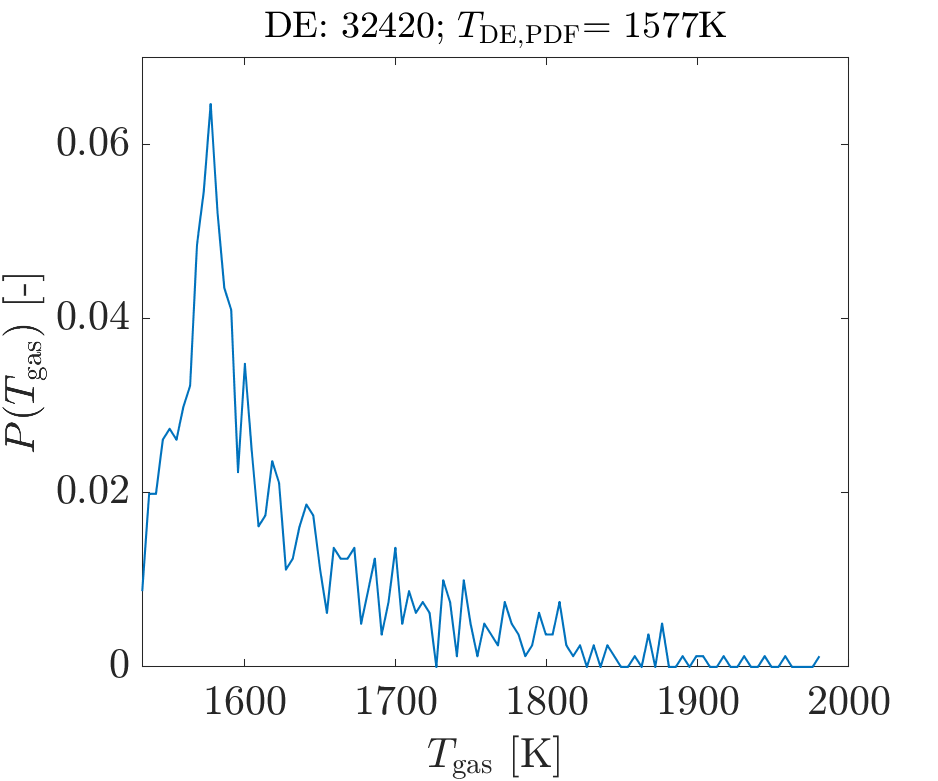 DE: 32420; T_DE,PDF= 1577K
P(T_gas) [-]
0.06
0.04
0.02
0
1600 1700 1800 1900 2000
T_gas [K]